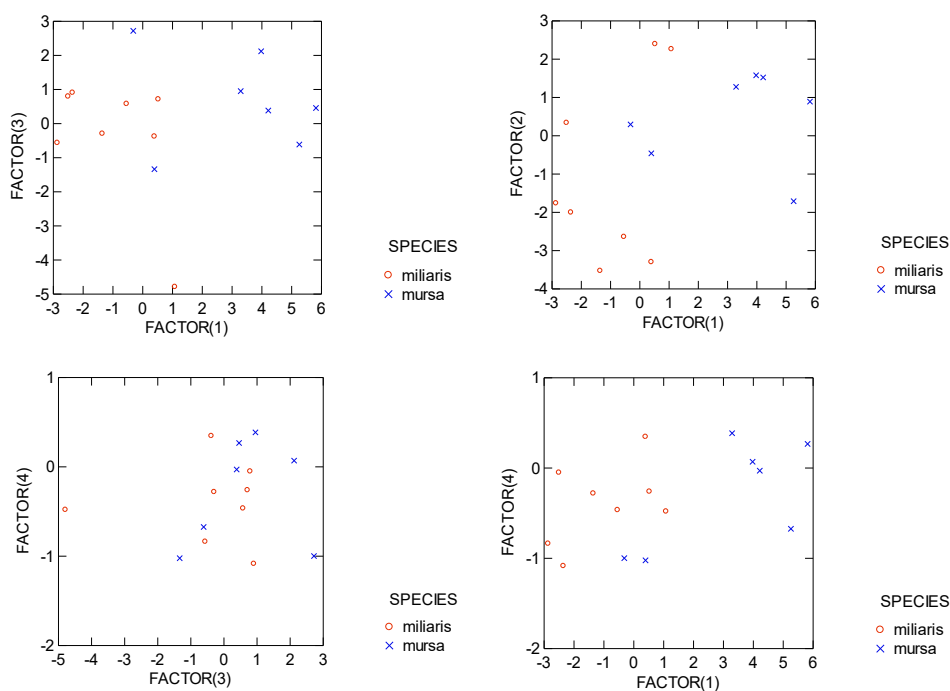 3
2
1
0
-1
-2
3
-4
-5
-3 -2 -1 0 1 2 3 4 5 6
FACTOR(3)
FACTOR(1)
SPECIES
miliaris
mursa
3
2
1
0
-1
-2
-3
-4
-3 -2 -1 0 1 2 3 4 5 6
FACTOR(2)
FACTOR(1)
SPECIES
miliaris
mursa
1
0
-1
-2
-5 -4 -3 -2 -1 0 1 2 3
FACTOR(4)
FACTOR(3)
SPECIES
miliaris
mursa
1
0
-1
-2
-3 -2 -1 0 1 2 3 4 5 6
FACTOR(4)
FACTOR(1)
SPECIES
miliaris
mursa